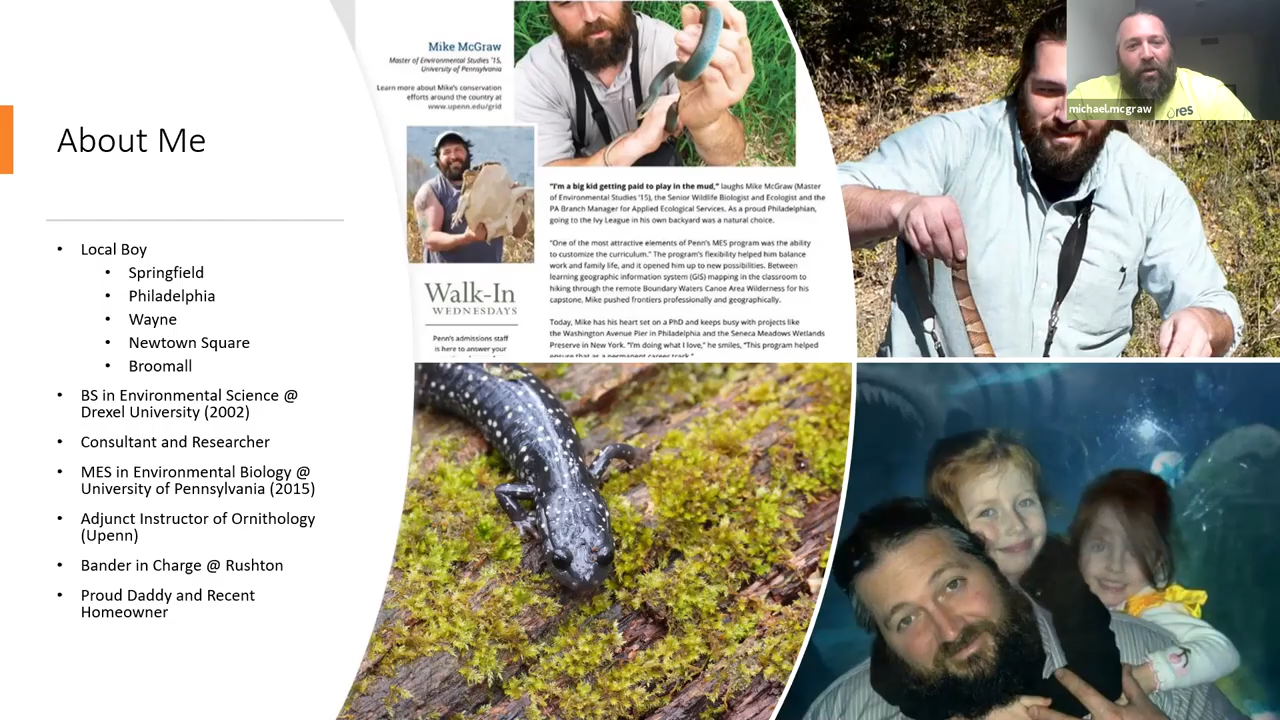 About Me
• Local Boy
• Springfield
• Philadelphia
• Wayne
• Newtown Square
• Broomall
• BS in Environmental Science @
Drexel University (2002)
• Consultant and Researcher
• MES in Environmental Biology @
University of Pennsylvania (2015)
• Adjunct Instructor of Ornithology
(Upenn)
• Bander in Charge @ Rushton
• Proud Daddy and Recent
Homeowner
Mike McGraw
Master of Environmental Studies '15,
University of Pennsylvania
Learn more about Mike's conservation
efforts around the country at
www.upenn.edu/grid
Walk-In
WEDNESDAYS
Penn's admissions staff
is here to answer your
"I'm a big kid getting paid to play in the mud," laughs Mike McGraw (Master
of Environmental Studies '15), the Senior Wildlife Biologist and Ecologist and the
PA Branch Manager for Applied Ecological Services. As a proud Philadelphian,
going to the Ivy League in his own backyard was a natural choice.
"One of the most attractive elements of Penn's MES program was the ability
to customize the curriculum." The program's flexibility helped him balance
work and family life, and it opened him up to new possibilities. Between
learning geographic information system (GIS) mapping in the classroom to
hiking through the remote Boundary Waters Canoe Area Wilderness for his
capstone, Mike pushed frontiers professionally and geographically.
Today, Mike has his heart set on a PhD and keeps busy with projects like
the Washington Avenue Pier in Philadelphia and the Seneca Meadows Wetlands
Preserve in New York. "I'm doing what I love," he smiles, "This program helped
ensure that as a permanent career track."
michael.mcgraw
res